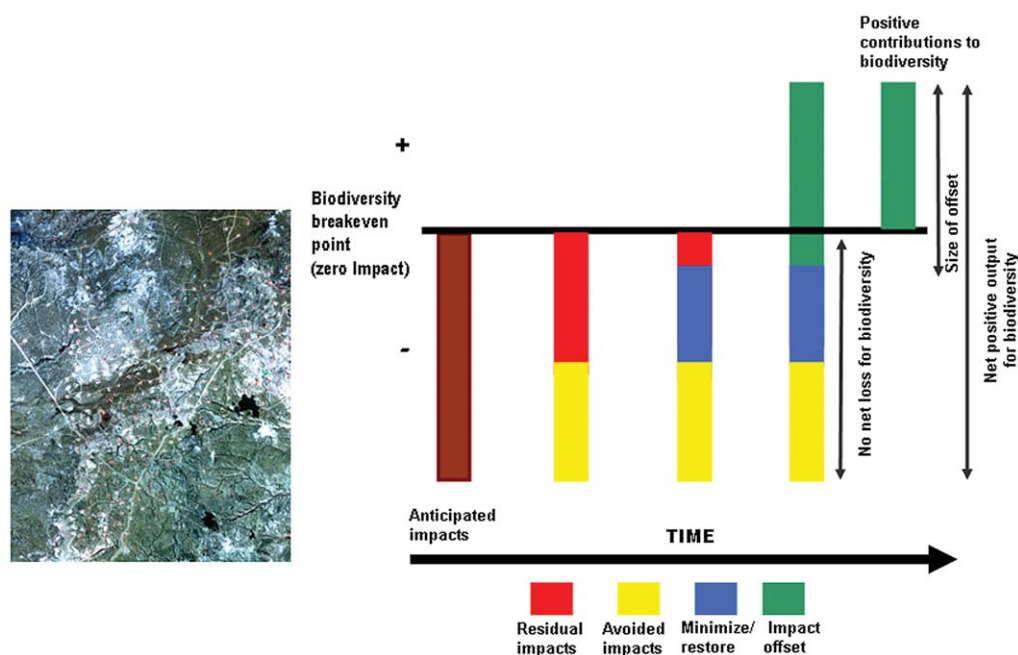 Positive
contributions to
biodiversity
+
Biodiversity
breakeven
point
(zero Impact)
-
No net loss for biodiversity
Size of offset
Net positive output
for biodiversity
Anticipated
impacts
TIME
Residual
impacts
Avoided
impacts
Minimize/
restore
Impact
offset